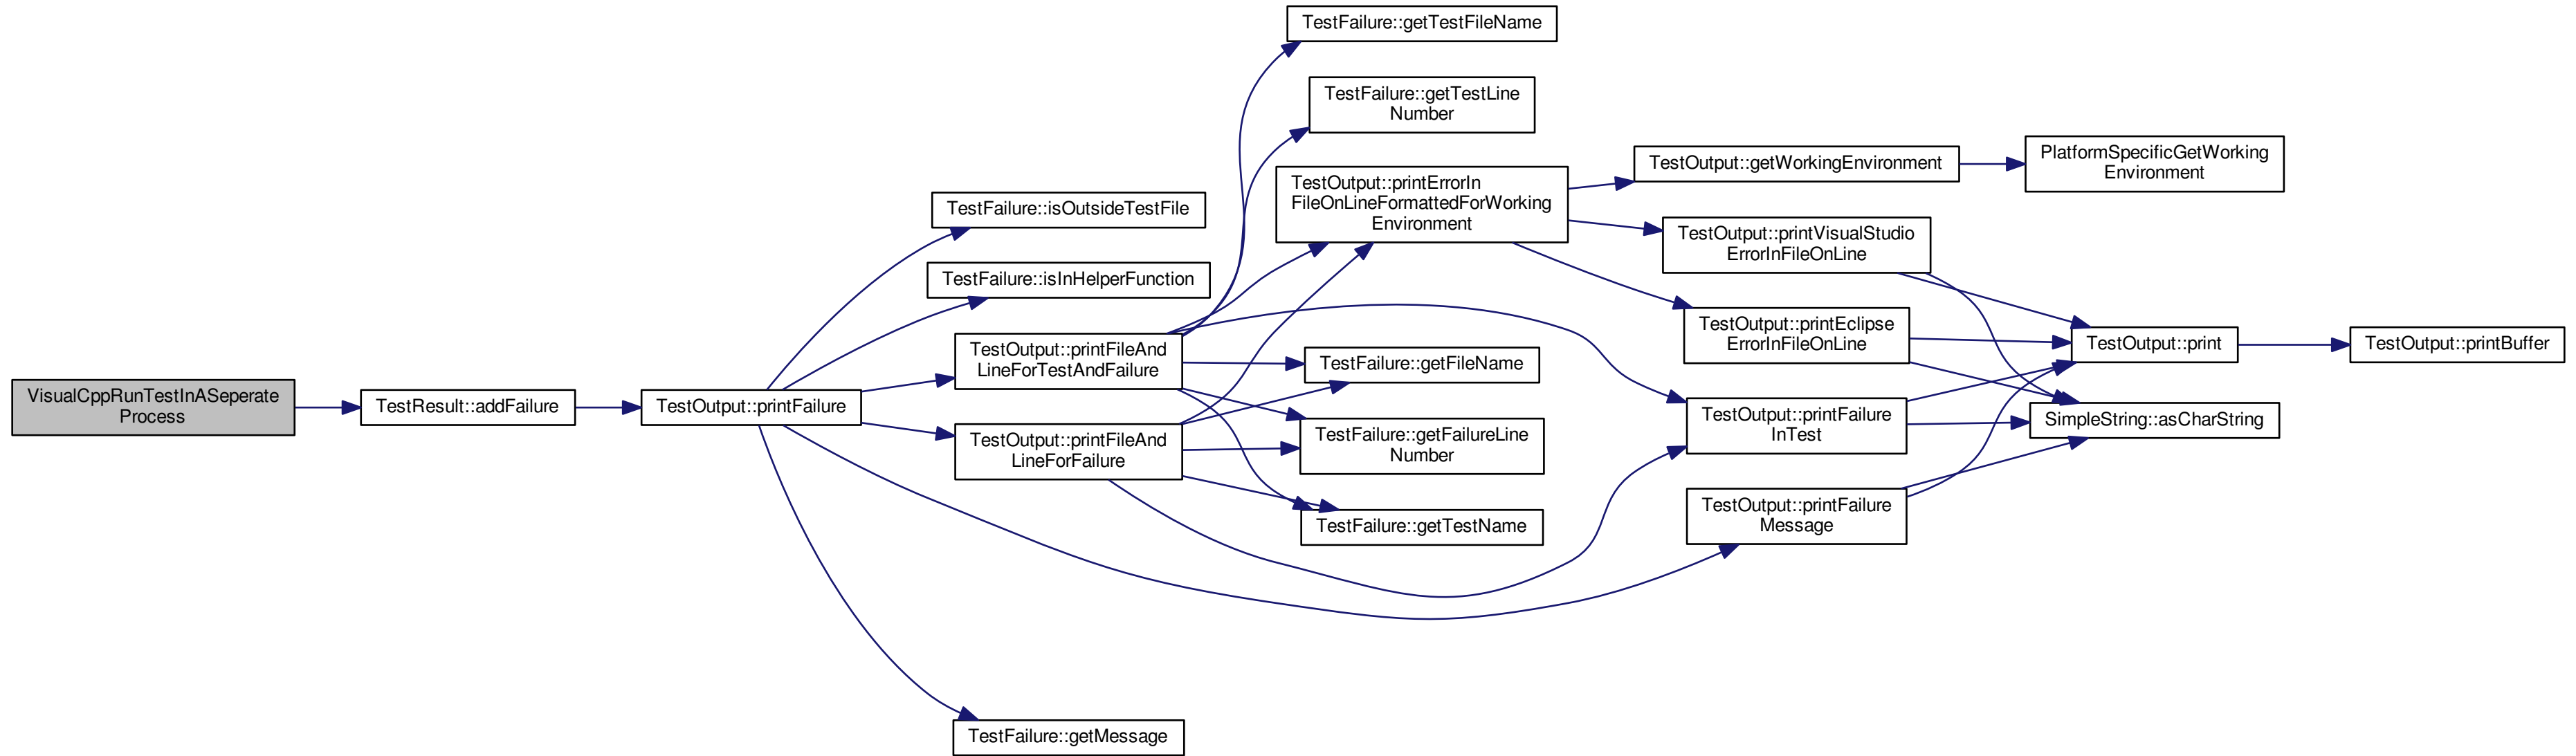 VisualCppRunTestInASeperate
Process
TestResult::addFailure
TestOutput::printFailure
TestFailure::isOutsideTestFile
TestFailure::isInHelperFunction
TestOutput::printFileAnd
LineForTestAndFailure
TestOutput::printFileAnd
LineForFailure
TestFailure::getMessage
TestFailure::getTestFileName
TestFailure::getTestLine
Number
TestOutput::printErrorIn
FileOnLineFormattedForWorking
Environment
TestFailure::getFileName
TestFailure::getFailureLine
Number
TestFailure::getTestName
TestOutput::getWorkingEnvironment
TestOutput::printVisualStudio
ErrorInFileOnLine
TestOutput::printEclipse
ErrorInFileOnLine
TestOutput::printFailure
InTest
TestOutput::printFailure
Message
PlatformSpecificGetWorking
Environment
TestOutput::print
SimpleString::asCharString
TestOutput::printBuffer